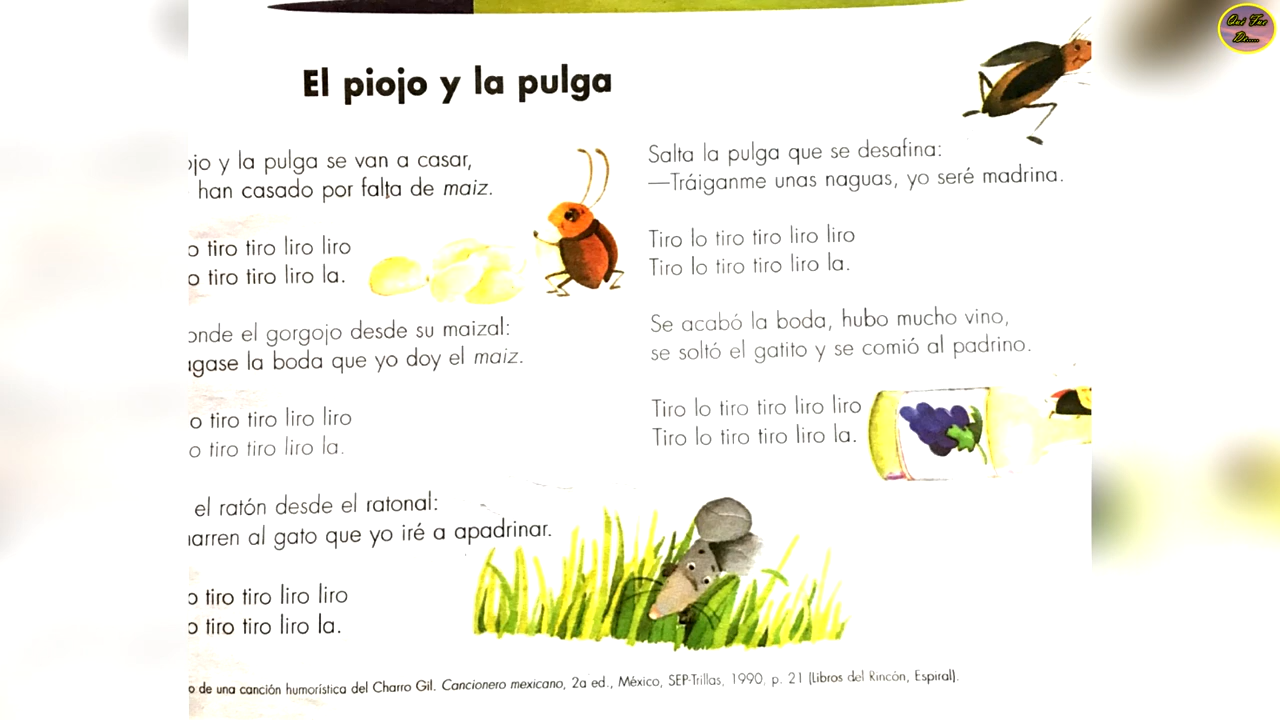 El piojo y la pulga
ojo y la pulga se van a casar,
han casado por falta de maiz.
o tiro tiro liro liro
o tiro tiro liro la.
onde el gorgojo desde su maizal:
agase la boda que yo doy el maiz.
o tiro tiro liro liro
o tiro tiro liro la.
el ratón desde el ratonal:
marren al gato que yo iré a apadrinar.
o tiro tiro liro liro
o tiro tiro liro la.
Salta la pulga que se desafina:
—Tráiganme unas naguas, yo seré madrina.
Tiro lo tiro tiro liro liro
Tiro lo tiro tiro liro la.
Se acabó la boda, hubo mucho vino,
se soltó el gatito y se comió al padrino.
Tiro lo tiro tiro liro liro
Tiro lo tiro tiro liro la.
o de una canción humorística del Charro Gil. Cancionero mexicano, 2a ed., México, SEP-Trillas, 1990, p. 21 (Libros del Rincón, Espiral).
Qué Fue
De.....